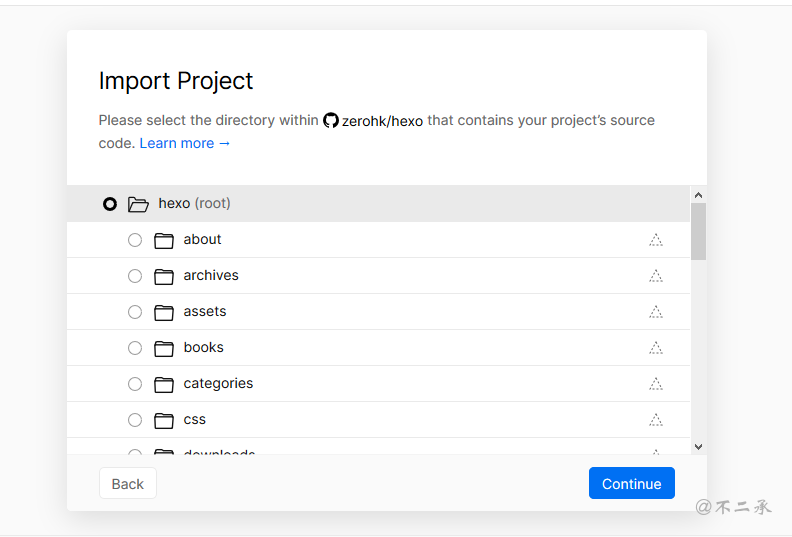 Import Project
Please select the directory within zerohk/hexo that contains your project's source
code. Learn more →
hexo (root)
about
archives
assets
books
categories
css
downloads
Back
Continue
@不二承